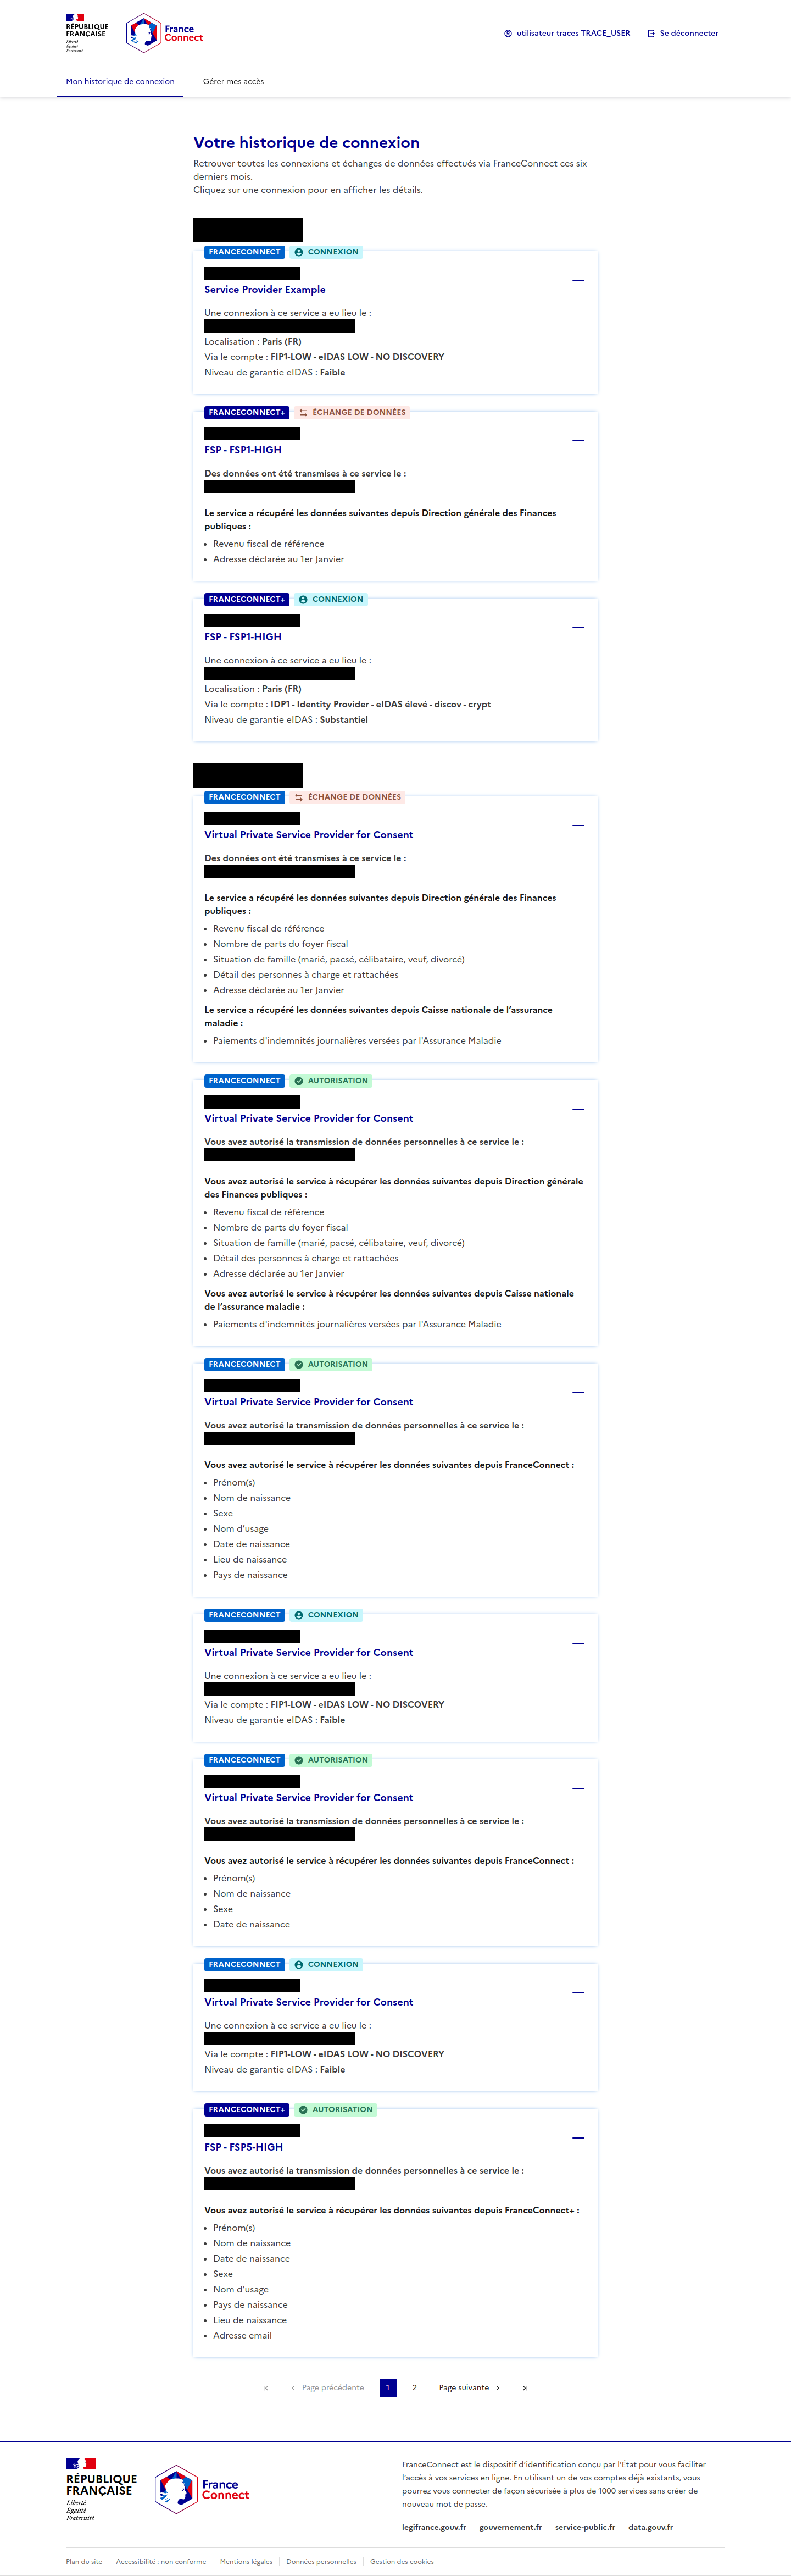 RÉPUBLIQUE
FRANÇAISE
Liberté
Égalité
Fraternité
France
Connect
utilisateur traces TRACE_USER
Se déconnecter
Mon historique de connexion
Gérer mes accès
Votre historique de connexion
Retrouver toutes les connexions et échanges de données effectués via FranceConnect ces six
derniers mois.
Cliquez sur une connexion pour en afficher les détails.
FRANCECONNECT CONNEXION
Service Provider Example
Une connexion à ce service a eu lieu le :
Localisation : Paris (FR)
Via le compte : FIP1-LOW - eIDAS LOW - NO DISCOVERY
Niveau de garantie eIDAS : Faible
FRANCECONNECT+ ÉCHANGE DE DONNÉES
FSP - FSP1-HIGH
Des données ont été transmises à ce service le :
Le service a récupéré les données suivantes depuis Direction générale des Finances
publiques :
• Revenu fiscal de référence
• Adresse déclarée au 1er Janvier
FRANCECONNECT+ CONNEXION
FSP - FSP1-HIGH
Une connexion à ce service a eu lieu le :
Localisation : Paris (FR)
Via le compte : IDP1 - Identity Provider - eIDAS élevé - discov - crypt
Niveau de garantie eIDAS : Substantiel
FRANCECONNECT ÉCHANGE DE DONNÉES
Virtual Private Service Provider for Consent
Des données ont été transmises à ce service le :
Le service a récupéré les données suivantes depuis Direction générale des Finances
publiques :
• Revenu fiscal de référence
• Nombre de parts du foyer fiscal
• Situation de famille (marié, pacsé, célibataire, veuf, divorcé)
• Détail des personnes à charge et rattachées
• Adresse déclarée au 1er Janvier
Le service a récupéré les données suivantes depuis Caisse nationale de l’assurance
maladie :
• Paiements d'indemnités journalières versées par l'Assurance Maladie
FRANCECONNECT AUTORISATION
Virtual Private Service Provider for Consent
Vous avez autorisé la transmission de données personnelles à ce service le :
Vous avez autorisé le service à récupérer les données suivantes depuis Direction générale
des Finances publiques :
• Revenu fiscal de référence
• Nombre de parts du foyer fiscal
• Situation de famille (marié, pacsé, célibataire, veuf, divorcé)
• Détail des personnes à charge et rattachées
• Adresse déclarée au 1er Janvier
Vous avez autorisé le service à récupérer les données suivantes depuis Caisse nationale
de l’assurance maladie :
• Paiements d'indemnités journalières versées par l'Assurance Maladie
FRANCECONNECT AUTORISATION
Virtual Private Service Provider for Consent
Vous avez autorisé la transmission de données personnelles à ce service le :
Vous avez autorisé le service à récupérer les données suivantes depuis FranceConnect :
• Prénom(s)
• Nom de naissance
• Sexe
• Nom d’usage
• Date de naissance
• Lieu de naissance
• Pays de naissance
FRANCECONNECT CONNEXION
Virtual Private Service Provider for Consent
Une connexion à ce service a eu lieu le :
Via le compte : FIP1-LOW - eIDAS LOW - NO DISCOVERY
Niveau de garantie eIDAS : Faible
FRANCECONNECT AUTORISATION
Virtual Private Service Provider for Consent
Vous avez autorisé la transmission de données personnelles à ce service le :
Vous avez autorisé le service à récupérer les données suivantes depuis FranceConnect :
• Prénom(s)
• Nom de naissance
• Sexe
• Date de naissance
FRANCECONNECT CONNEXION
Virtual Private Service Provider for Consent
Une connexion à ce service a eu lieu le :
Via le compte : FIP1-LOW - eIDAS LOW - NO DISCOVERY
Niveau de garantie eIDAS : Faible
FRANCECONNECT+ AUTORISATION
FSP - FSP5-HIGH
Vous avez autorisé la transmission de données personnelles à ce service le :
Vous avez autorisé le service à récupérer les données suivantes depuis FranceConnect+ :
• Prénom(s)
• Nom de naissance
• Date de naissance
• Sexe
• Nom d’usage
• Pays de naissance
• Lieu de naissance
• Adresse email
Page précédente 1 2 Page suivante
RÉPUBLIQUE
FRANÇAISE
Liberté
Égalité
Fraternité
France
Connect
FranceConnect est le dispositif d'identification conçu par l'État pour vous faciliter
l'accès à vos services en ligne. En utilisant un de vos comptes déjà existants, vous
pourrez vous connecter de façon sécurisée à plus de 1000 services sans créer de
nouveau mot de passe.
legifrance.gouv.fr gouvernement.fr service-public.fr data.gouv.fr
Plan du site Accessibilité : non conforme Mentions légales Données personnelles Gestion des cookies